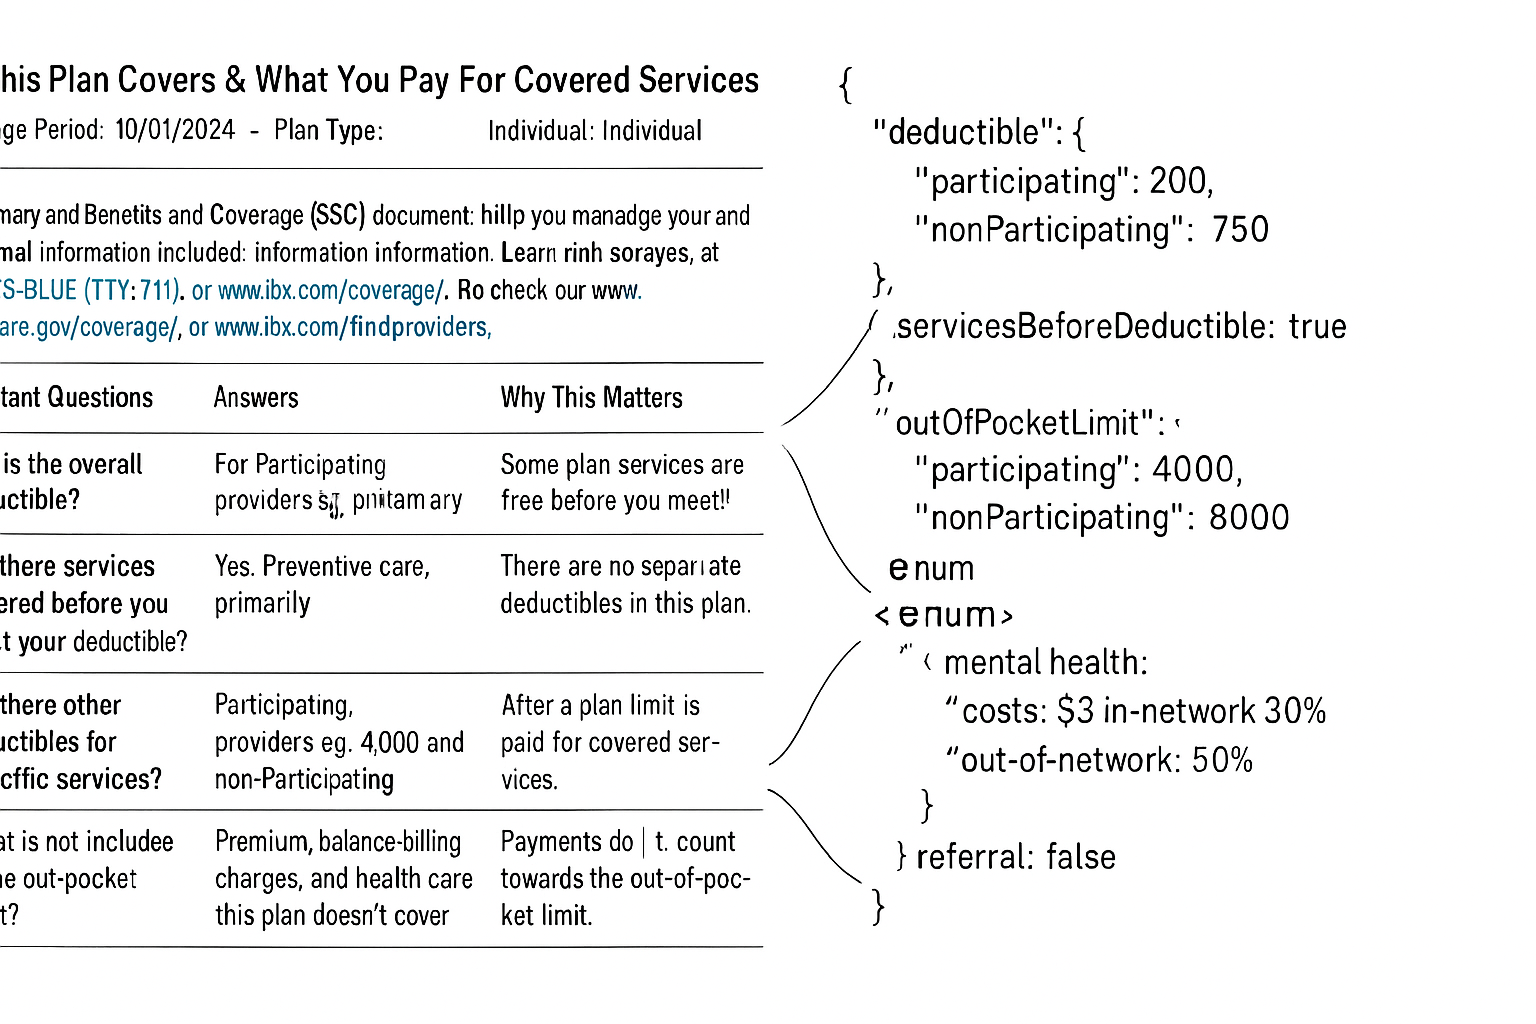 his Plan Covers & What You Pay For Covered Services
ge Period: 10/01/2024 - Plan Type: Individual: Individual
mary and Benetits and Coverage (SSC) document: hillp you manadge your and
mal information included: information information. Learn rinh sorayes, at
S-BLUE (TTY: 711). or www.ibx.com/coverage/. Ro check our www.
are.gov/coverage/, or www.ibx.com/findproviders,
tant Questions Answers Why This Matters
is the overall
uctible?
For Participating
providers ary
Some plan services are
free before you meet!!
there services
ered before you
t your deductible?
Yes. Preventive care,
primarily
There are no separate
deductibles in this plan.
there other
uctibles for
cffic services?
Participating,
providers eg. 4,000 and
non-Participating
After a plan limit is
paid for covered ser-
vices.
at is not includee
e out-pocket
t?
Premium, balance-billing
charges, and health care
this plan doesn't cover
Payments do | t. count
towards the out-of-poc-
ket limit.
{
"deductible": {
"participating": 200,
"nonParticipating": 750
},
servicesBeforeDeductible: true
},
"outOfPocketLimit": ‹
"participating": 4000,
"nonParticipating": 8000
enum
<enum>
‹ mental health:
“costs: $3 in-network 30%
“out-of-network: 50%
}
} referral: false
}